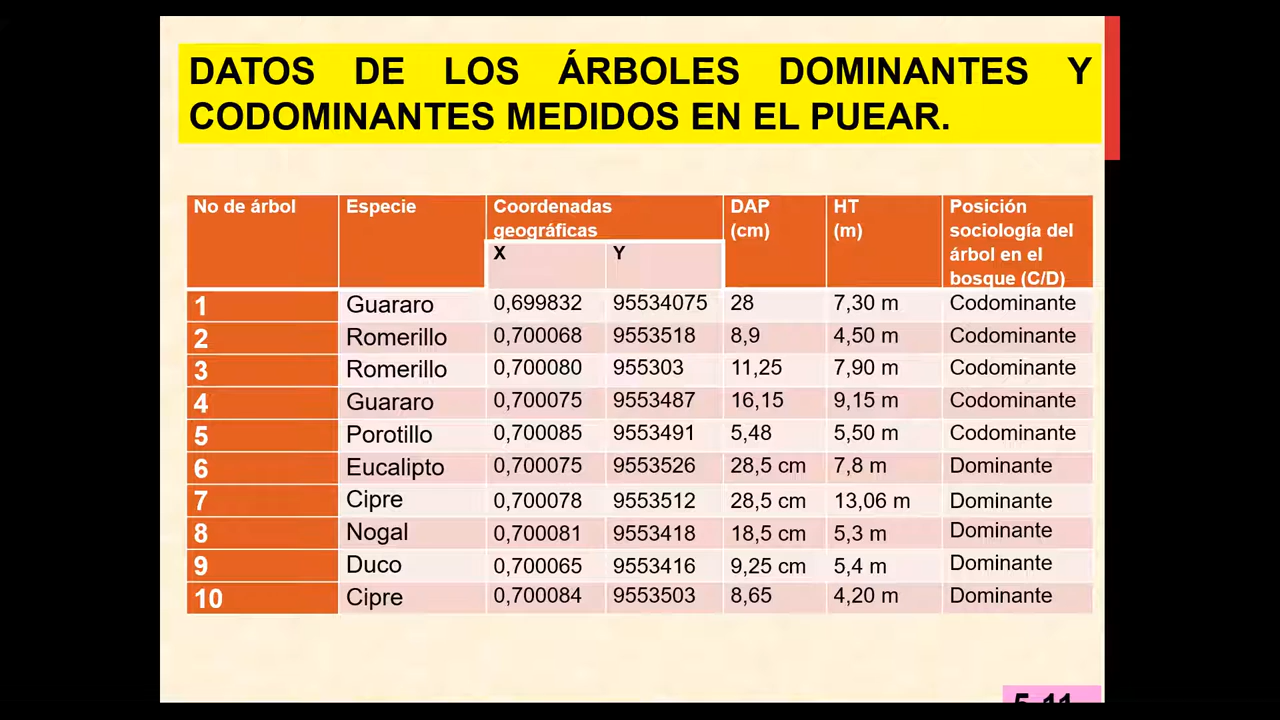 DATOS DE LOS ÁRBOLES DOMINANTES Y
CODOMINANTES MEDIDOS EN EL PUEAR.
No de árbol Especie Coordenadas geográficas DAP (cm) HT (m) Posición sociología del árbol en el bosque (C/D)
X Y
1 Guararo 0,699832 95534075 28 7,30 m Codominante
2 Romerillo 0,700068 9553518 8,9 4,50 m Codominante
3 Romerillo 0,700080 955303 11,25 7,90 m Codominante
4 Guararo 0,700075 9553487 16,15 9,15 m Codominante
5 Porotillo 0,700085 9553491 5,48 5,50 m Codominante
6 Eucalipto 0,700075 9553526 28,5 cm 7,8 m Dominante
7 Cipre 0,700078 9553512 28,5 cm 13,06 m Dominante
8 Nogal 0,700081 9553418 18,5 cm 5,3 m Dominante
9 Duco 0,700065 9553416 9,25 cm 5,4 m Dominante
10 Cipre 0,700084 9553503 8,65 4,20 m Dominante